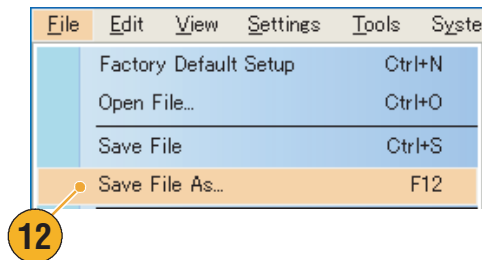 File Edit View Settings Tools Syste
Factory Default Setup Ctrl+N
Open File... Ctrl+O
Save File Ctrl+S
Save File As... F12
12